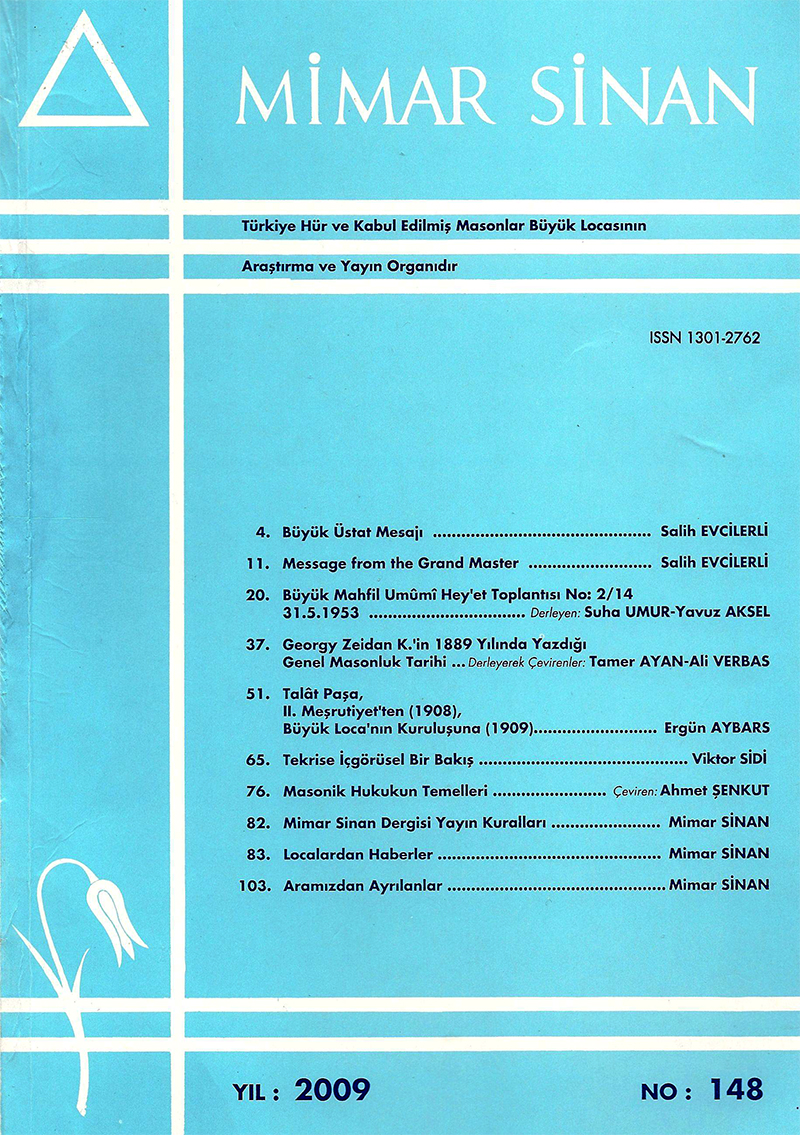 MİMAR SİNAN
Türkiye Hür ve Kabul Edilmiş Masonlar Büyük Locasının
Araştırma ve Yayın Organıdır
ISSN 1301-2762
4. Büyük Üstat Mesajı ................................................ Salih EVCİLERLİ
11. Message from the Grand Master ........................... Salih EVCİLERLİ
20. Büyük Mahfil Umûmî Hey'et Toplantısı No: 2/14
31.5.1953 .................................. Derleyen: Suha UMUR-Yavuz AKSEL
37. Georgy Zeidan K.'in 1889 Yılında Yazdığı
Genel Masonluk Tarihi ... Derleyerek Çevirenler: Tamer AYAN-Ali VERBAS
51. Talât Paşa,
II. Meşrutiyet'ten (1908),
Büyük Loca'nın Kuruluşuna (1909)........................... Ergün AYBARS
65. Tekrise İçgörüsel Bir Bakış .............................................. Viktor SİDİ
76. Masonik Hukukun Temelleri ......................... Çeviren: Ahmet ŞENKUT
82. Mimar Sinan Dergisi Yayın Kuralları ........................ Mimar SİNAN
83. Localardan Haberler ................................................. Mimar SİNAN
103. Aramızdan Ayrılanlar ................................................ Mimar SİNAN
YIL : 2009 NO : 148